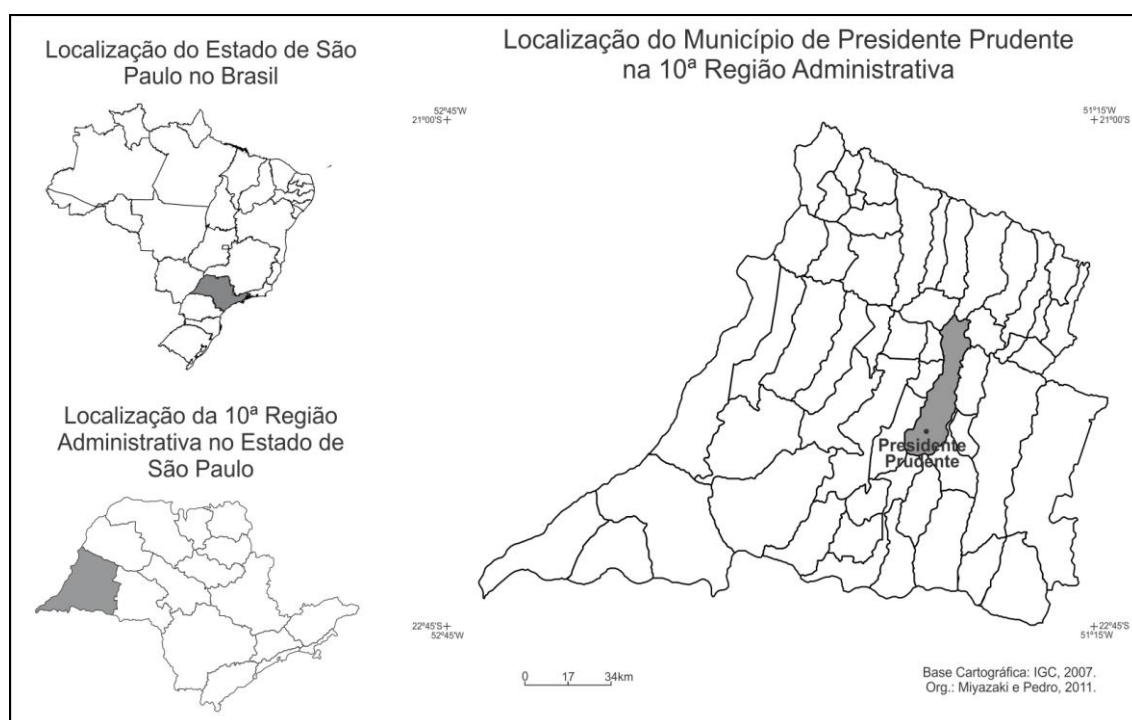 Localização do Estado de São
Paulo no Brasil
Localização da 10ª Região
Administrativa no Estado de
São Paulo
Localização do Município de Presidente Prudente
na 10ª Região Administrativa
52º45'W
21º00'S
51º15'W
21º00'S
Presidente
Prudente
22º45'S
52º45'W
22º45'S
51º15'W
0 17 34km
Base Cartográfica: IGC, 2007.
Org.: Miyazaki e Pedro, 2011.